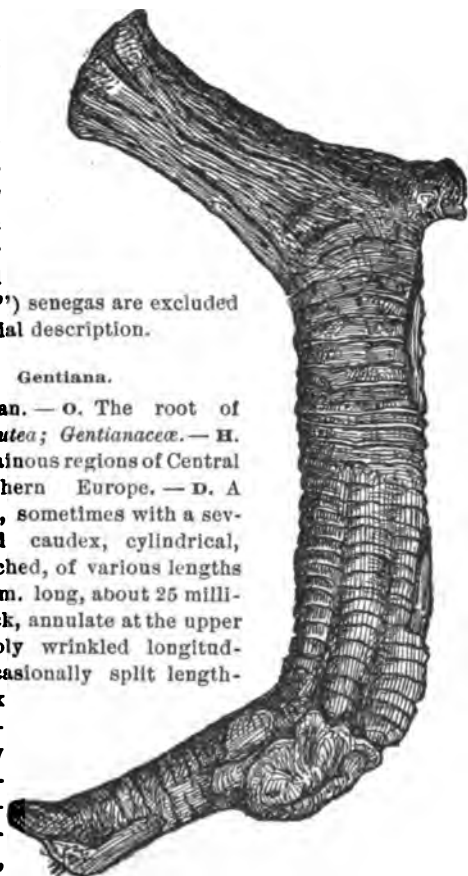 ") senegas are excluded
ial description.
Gentiana.
an. — O. The root of
utea; Gentianaceæ. — H.
ainous regions of Central
hern Europe. — D. A
, sometimes with a sev-
d caudex, cylindrical,
ched, of various lengths
m. long, about 25 milli-
k, annulate at the upper
ply wrinkled longitud-
casionally split length-